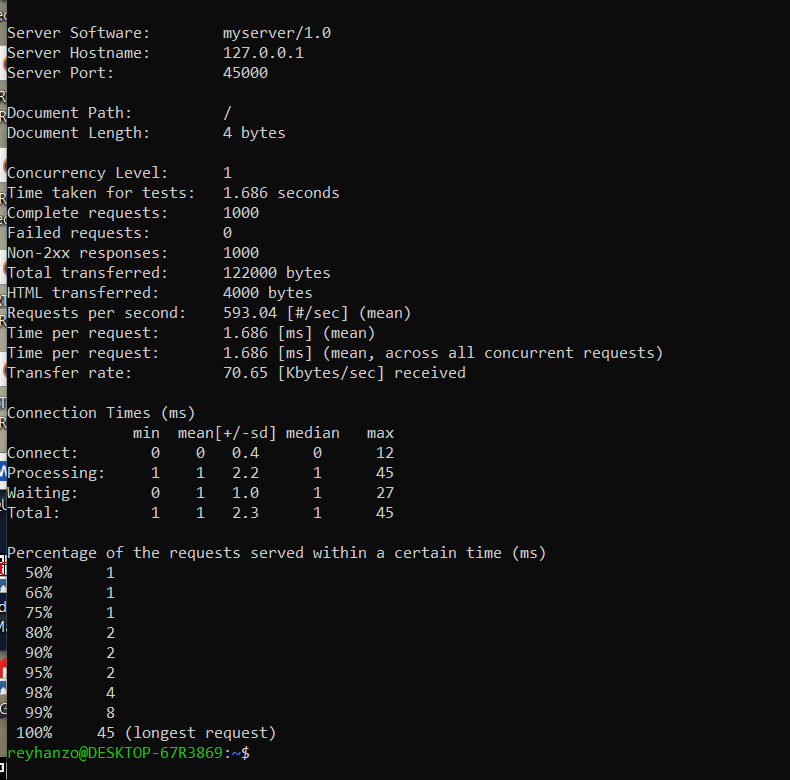 Server Software:        myserver/1.0
Server Hostname:        127.0.0.1
Server Port:            45000

Document Path:          /
Document Length:        4 bytes

Concurrency Level:      1
Time taken for tests:   1.686 seconds
Complete requests:      1000
Failed requests:        0
Non-2xx responses:      1000
Total transferred:      122000 bytes
HTML transferred:       4000 bytes
Requests per second:    593.04 [#/sec] (mean)
Time per request:       1.686 [ms] (mean)
Time per request:       1.686 [ms] (mean, across all concurrent requests)
Transfer rate:          70.65 [Kbytes/sec] received

Connection Times (ms)
              min  mean[+/-sd] median   max
Connect:        0    0   0.4      0      12
Processing:     1    1   2.2      1      45
Waiting:        0    1   1.0      1      27
Total:          1    1   2.3      1      45

Percentage of the requests served within a certain time (ms)
  50%      1
  66%      1
  75%      1
  80%      2
  90%      2
  95%      2
  98%      4
  99%      8
 100%     45 (longest request)
reyhanzo@DESKTOP-67R3869:~$